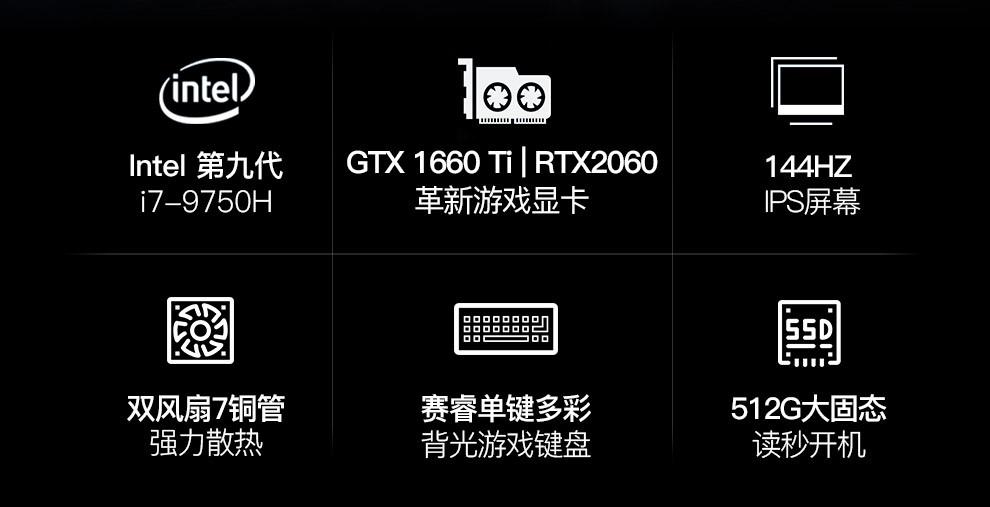 intel
Intel 第九代
i7-9750H
GTX 1660 Ti | RTX2060
革新游戏显卡
144HZ
IPS屏幕
双风扇7铜管
强力散热
赛睿单键多彩
背光游戏键盘
SSD
512G大固态
读秒开机